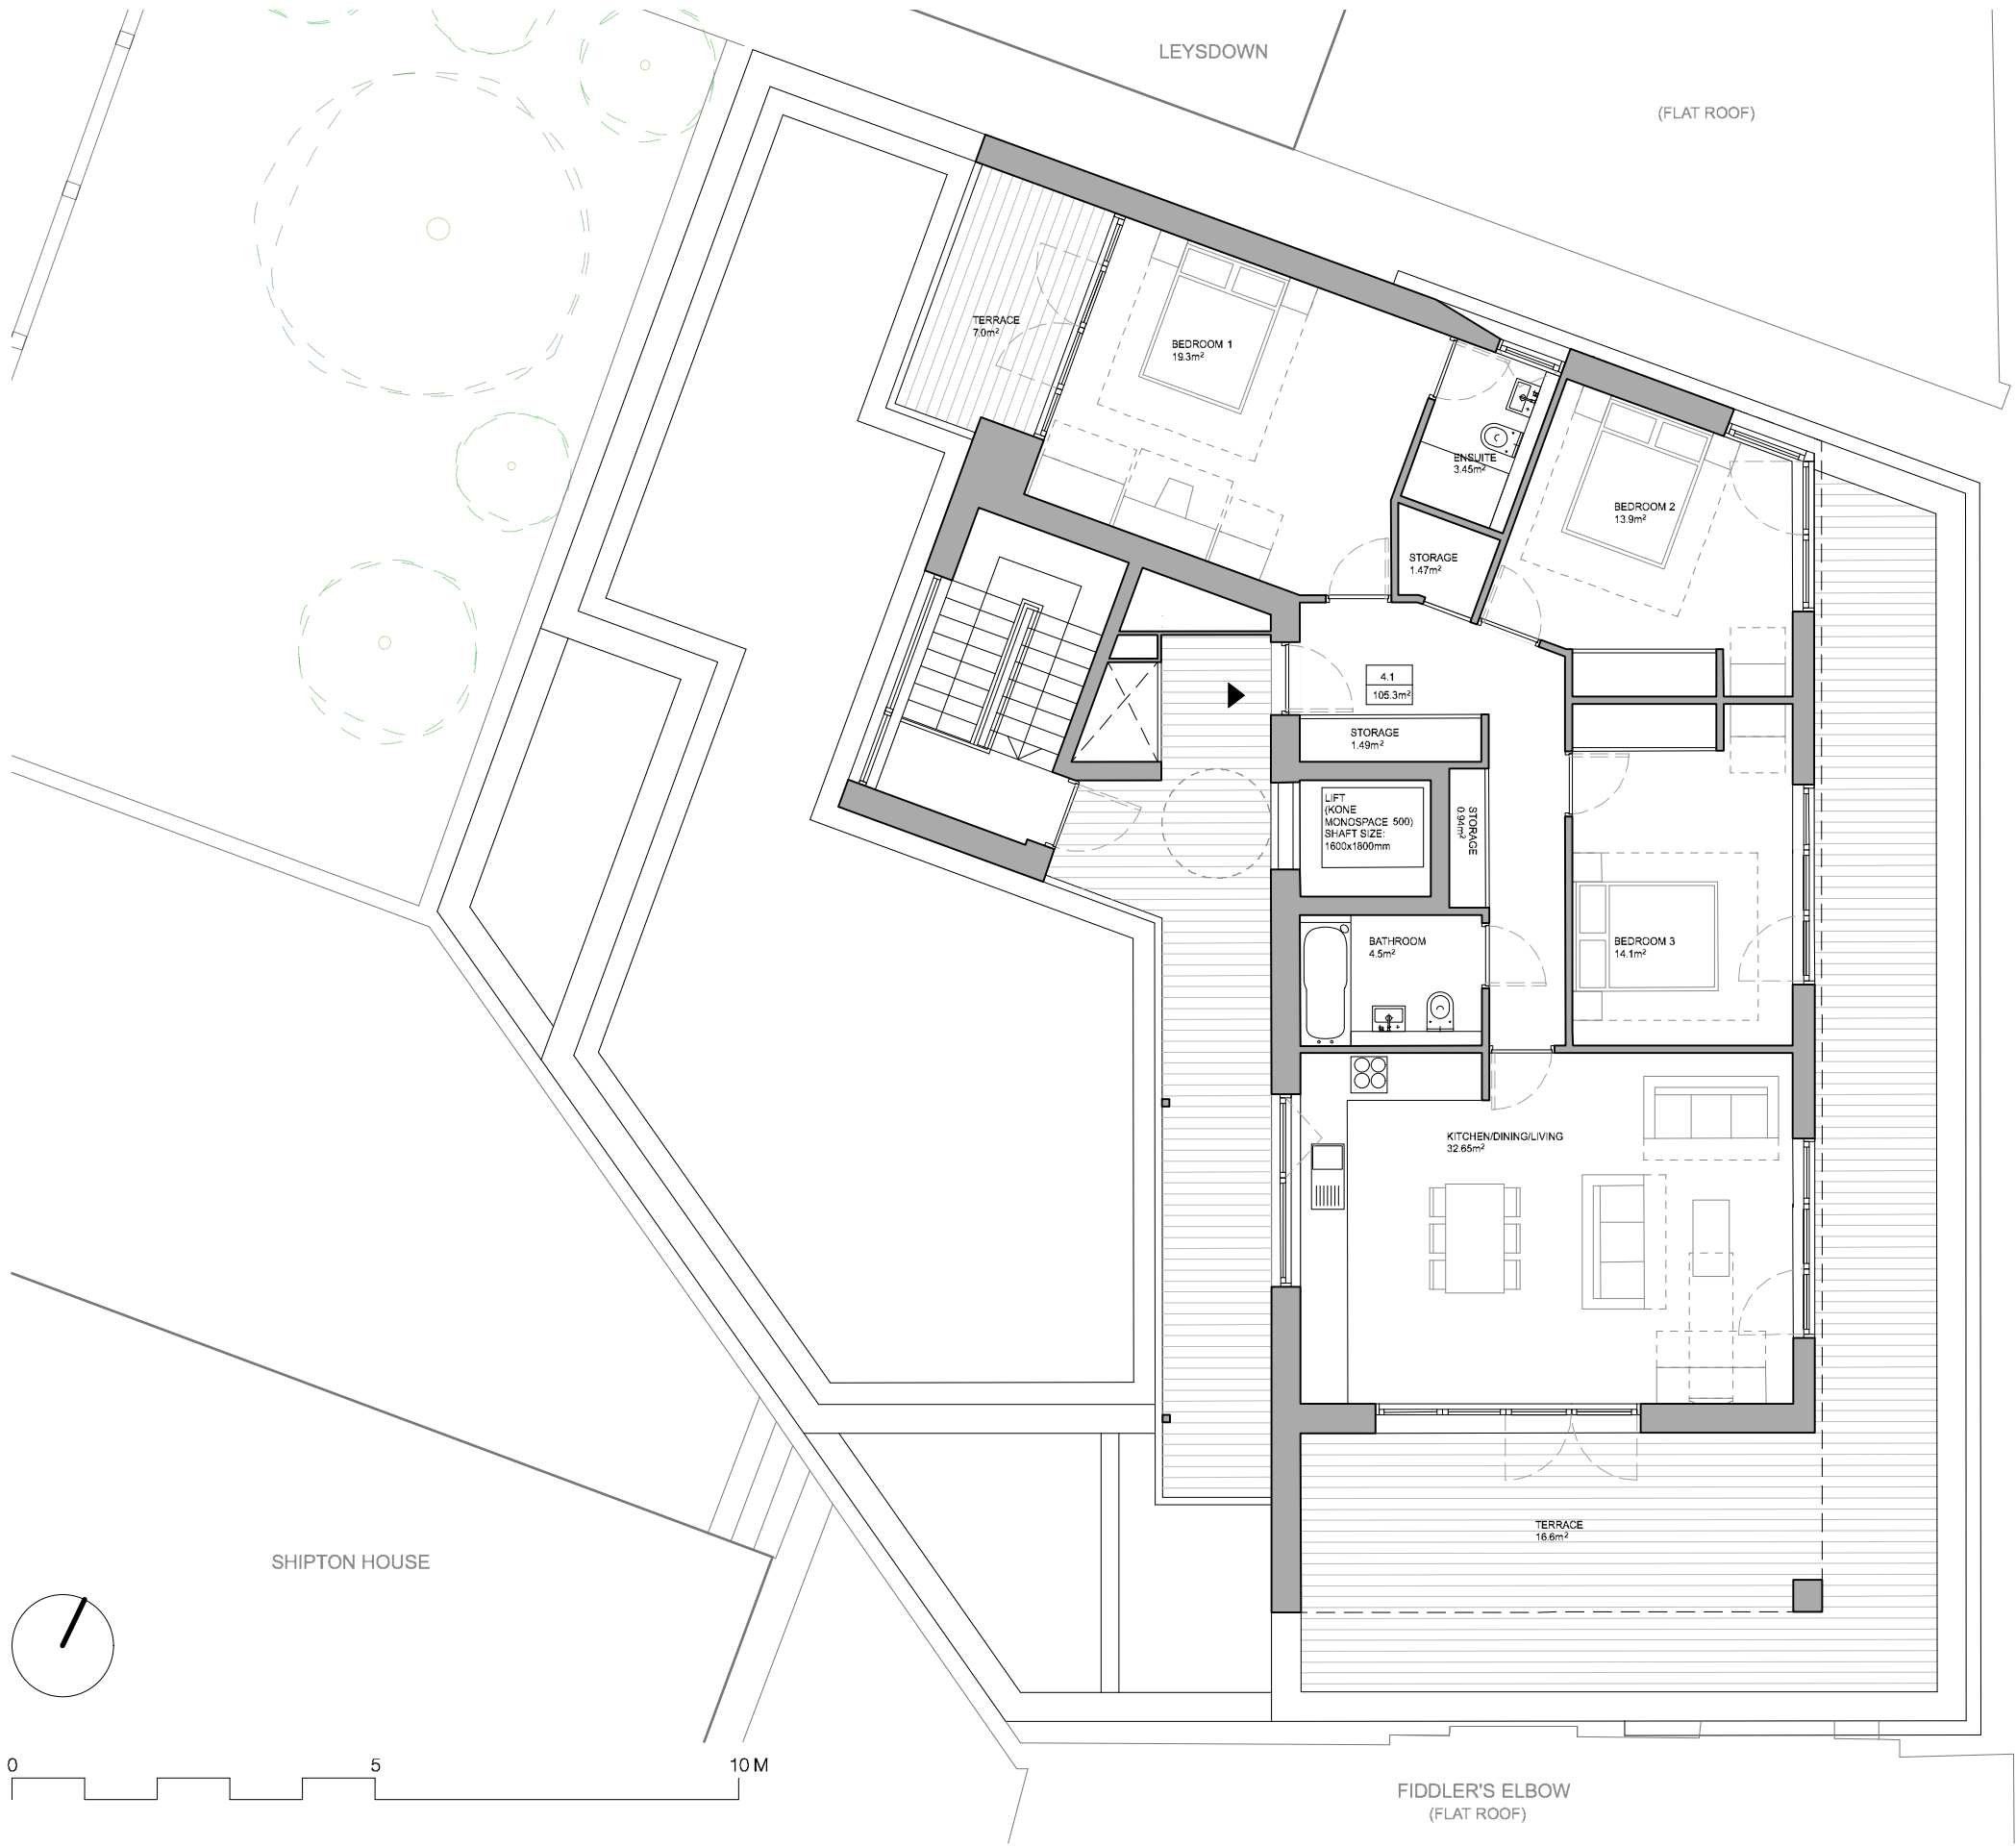 LEYSDOWN
(FLAT ROOF)
TERRACE
7.0m²
BEDROOM 1
19.3m²
ENSUITE
3.45m²
BEDROOM 2
13.9m²
STORAGE
1.47m²
4.1
105.3m²
STORAGE
1.49m²
LIFT
(KONE
MONOSPACE 500)
SHAFT SIZE:
1600x1800mm
STORAGE
0.94m²
BATHROOM
4.5m²
BEDROOM 3
14.1m²
KITCHEN/DINING/LIVING
32.65m²
TERRACE
16.6m²
SHIPTON HOUSE
0 5 10 M
FIDDLER'S ELBOW
(FLAT ROOF)